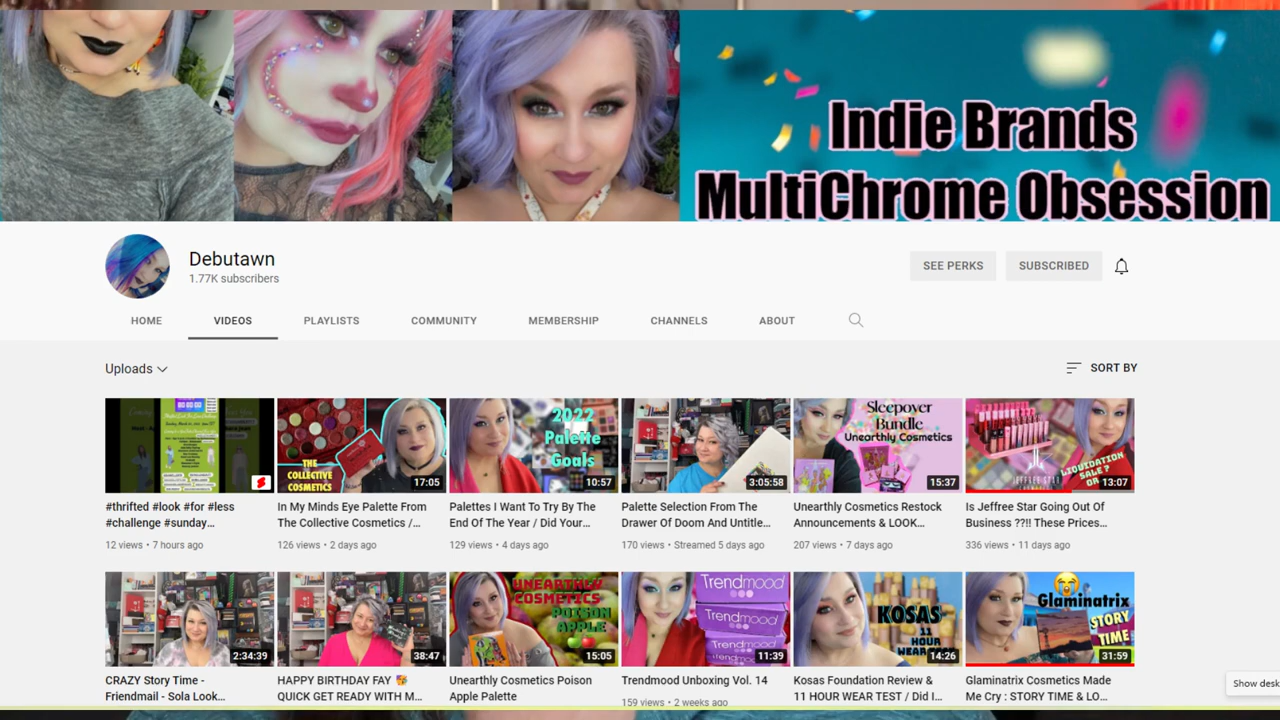 Indie Brands
MultiChrome Obsession
Debutawn
1.77K subscribers
SEE PERKS
SUBSCRIBED
HOME
VIDEOS
PLAYLISTS
COMMUNITY
MEMBERSHIP
CHANNELS
ABOUT
Uploads
SORT BY
THE
COLLECTIVE
COSMETICS
17:05
2022
Palette
Goals
10:57
3:05:58
Sleepover
Bundle
Unearthly Cosmetics
15:37
LIQUIDATION
SALE ?
OR
13:07
#thrifted #look #for #less
#challenge #sunday...
12 views • 7 hours ago
In My Minds Eye Palette From
The Collective Cosmetics /...
126 views • 2 days ago
Palettes I Want To Try By The
End Of The Year / Did Your...
129 views • 4 days ago
Palette Selection From The
Drawer Of Doom And Untitle...
170 views • Streamed 5 days ago
Unearthly Cosmetics Restock
Announcements & LOOK...
207 views • 7 days ago
Is Jeffree Star Going Out Of
Business ??!! These Prices...
336 views • 11 days ago
2:34:39
38:47
UNEARTHLY
COSMETICS
POISON
APPLE
15:05
Trendmood
Trendmood
Trendmood
11:39
KOSAS
11
HOUR
WEAR
14:26
Glaminatrix
STORY
TIME
31:59
CRAZY Story Time -
Friendmail - Sola Look...
HAPPY BIRTHDAY FAY
QUICK GET READY WITH M...
Unearthly Cosmetics Poison
Apple Palette
Trendmood Unboxing Vol. 14
159 views • 2 weeks ago
Kosas Foundation Review &
11 HOUR WEAR TEST / Did I...
Glaminatrix Cosmetics Made
Me Cry : STORY TIME & LO...
Show desk